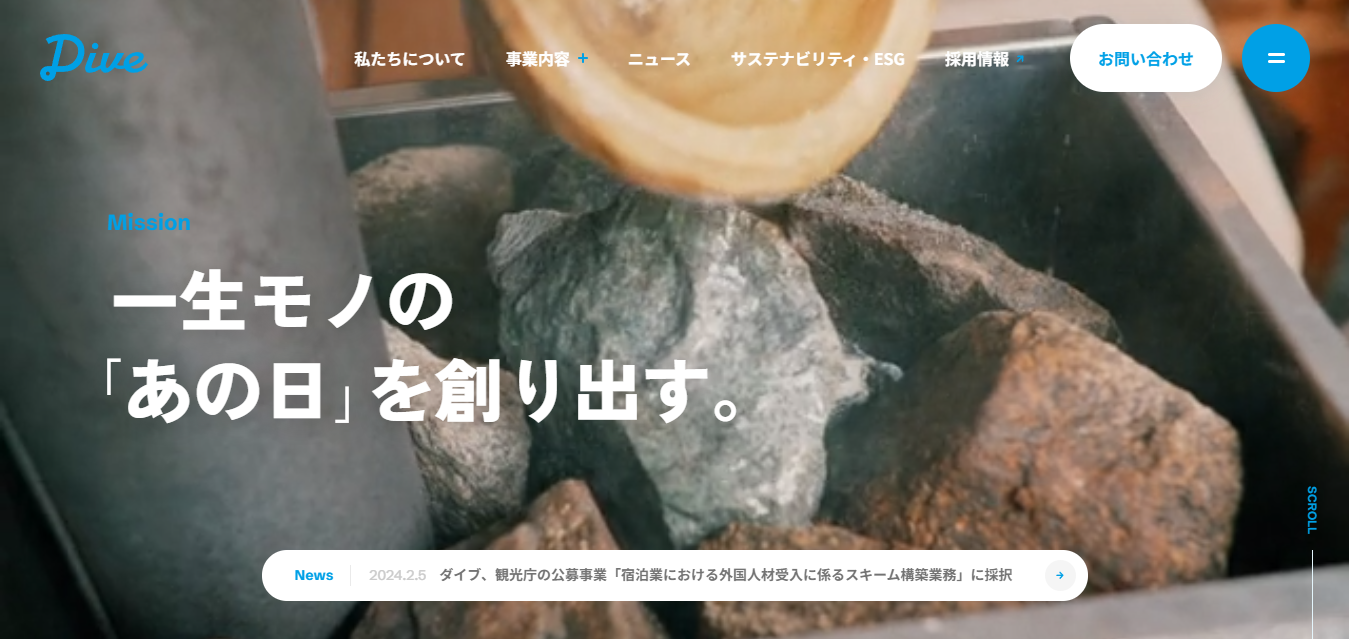 Dive
私たちについて
事業内容
ニュース
サステナビリティ・ESG
採用情報
お問い合わせ
Mission
一生モノの
「あの日」を創り出す。
SCROLL
News 2024.2.5 ダイブ、観光庁の公募事業「宿泊業における外国人材受入に係るスキーム構築業務」に採択